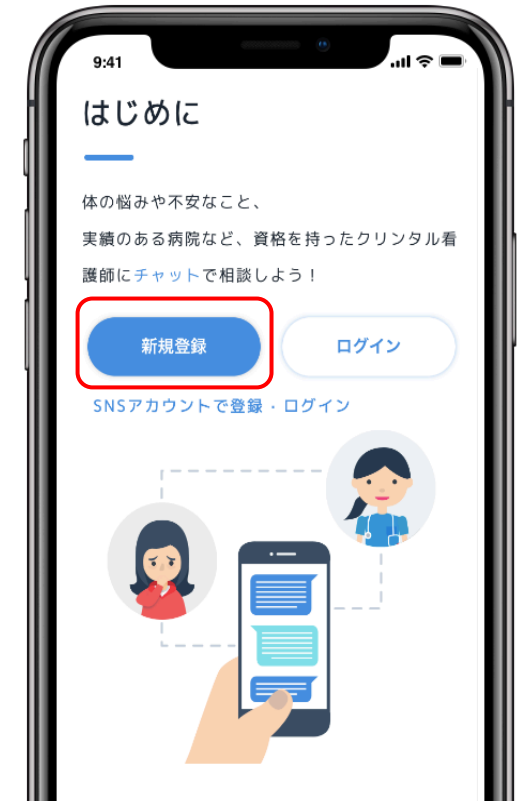 9:41
はじめに
体の悩みや不安なこと、
実績のある病院など、資格を持ったクリンタル看
護師にチャットで相談しよう！
新規登録 ログイン
SNSアカウントで登録・ログイン